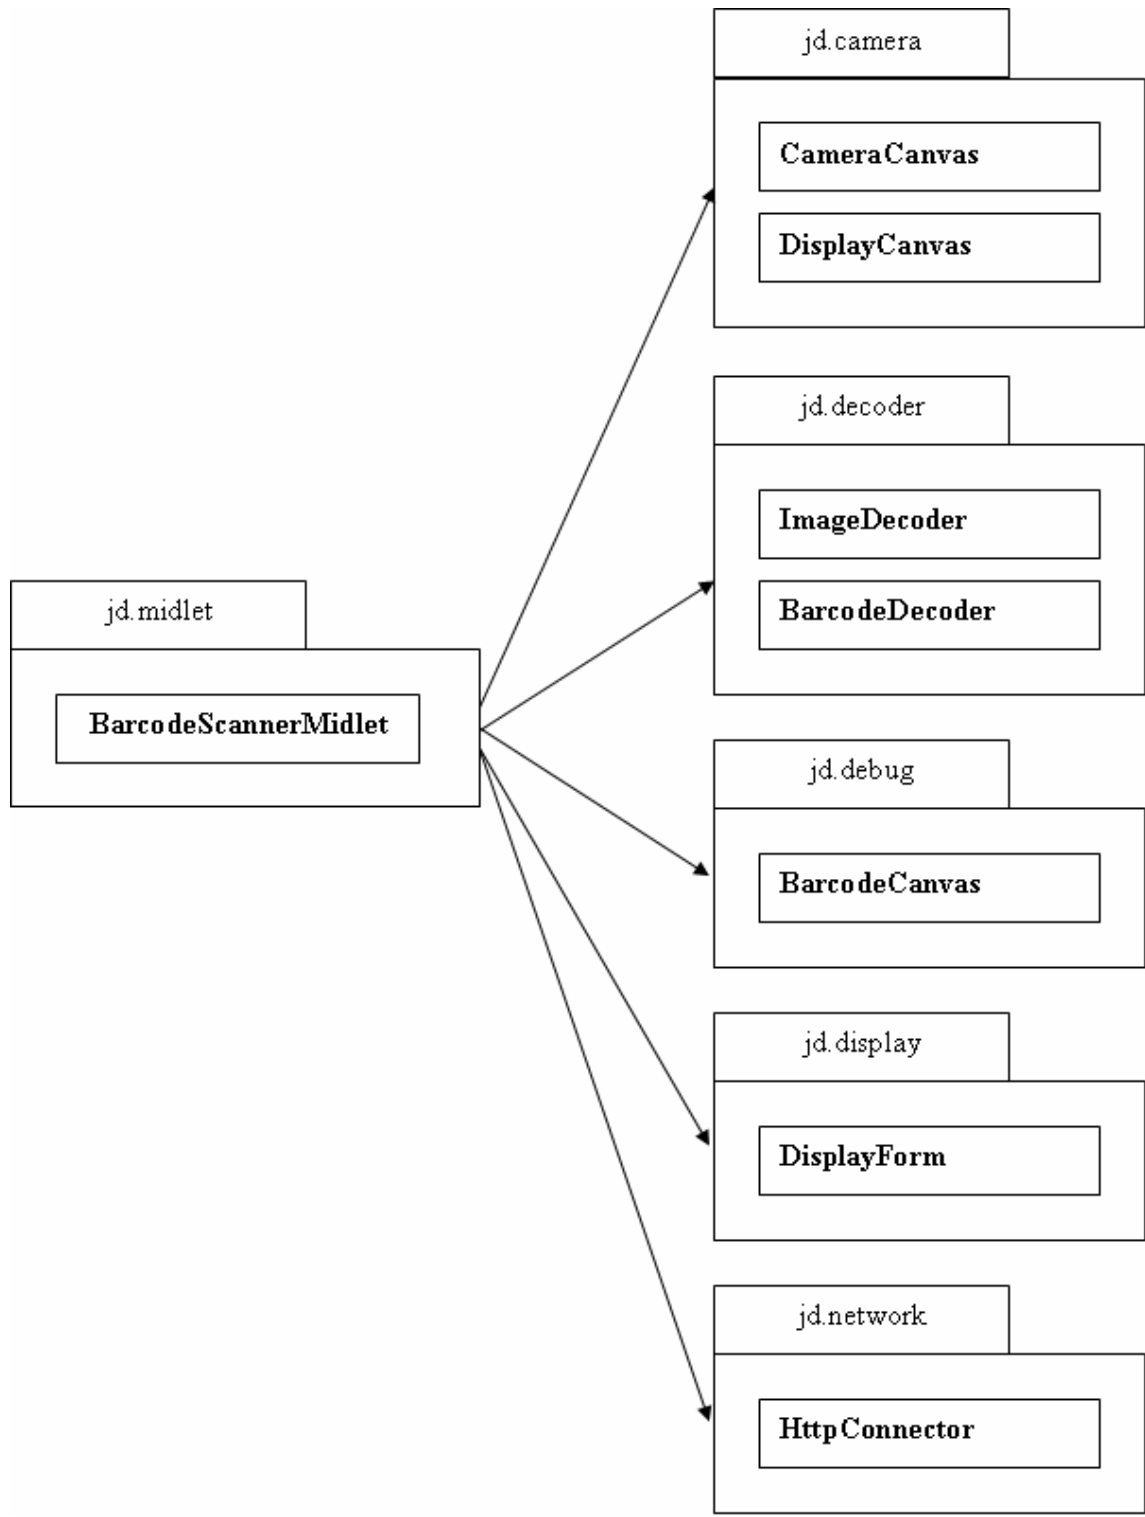 jd.camera
CameraCanvas
DisplayCanvas
jd.decoder
ImageDecoder
BarcodeDecoder
jd.midlet
BarcodeScannerMidlet
jd.debug
BarcodeCanvas
jd.display
DisplayForm
jd.network
HttpConnector